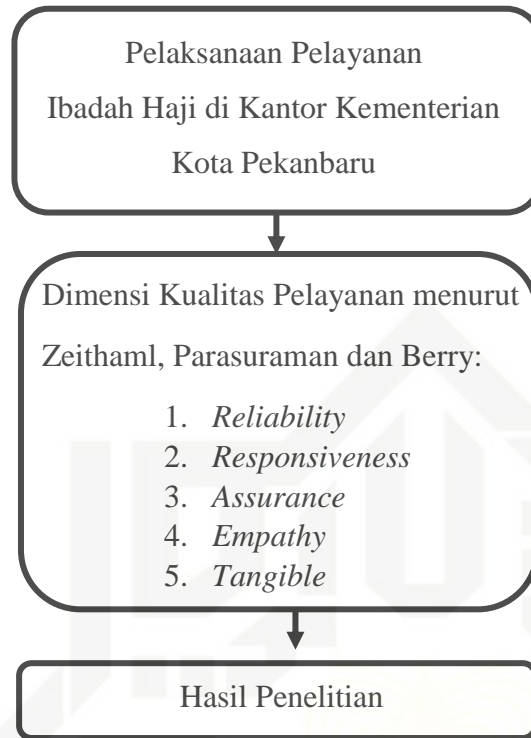 Pelaksanaan Pelayanan
Ibadah Haji di Kantor Kementerian
Kota Pekanbaru
Dimensi Kualitas Pelayanan menurut
Zeithaml, Parasuraman dan Berry:
1. Reliability
2. Responsiveness
3. Assurance
4. Empathy
5. Tangible
Hasil Penelitian